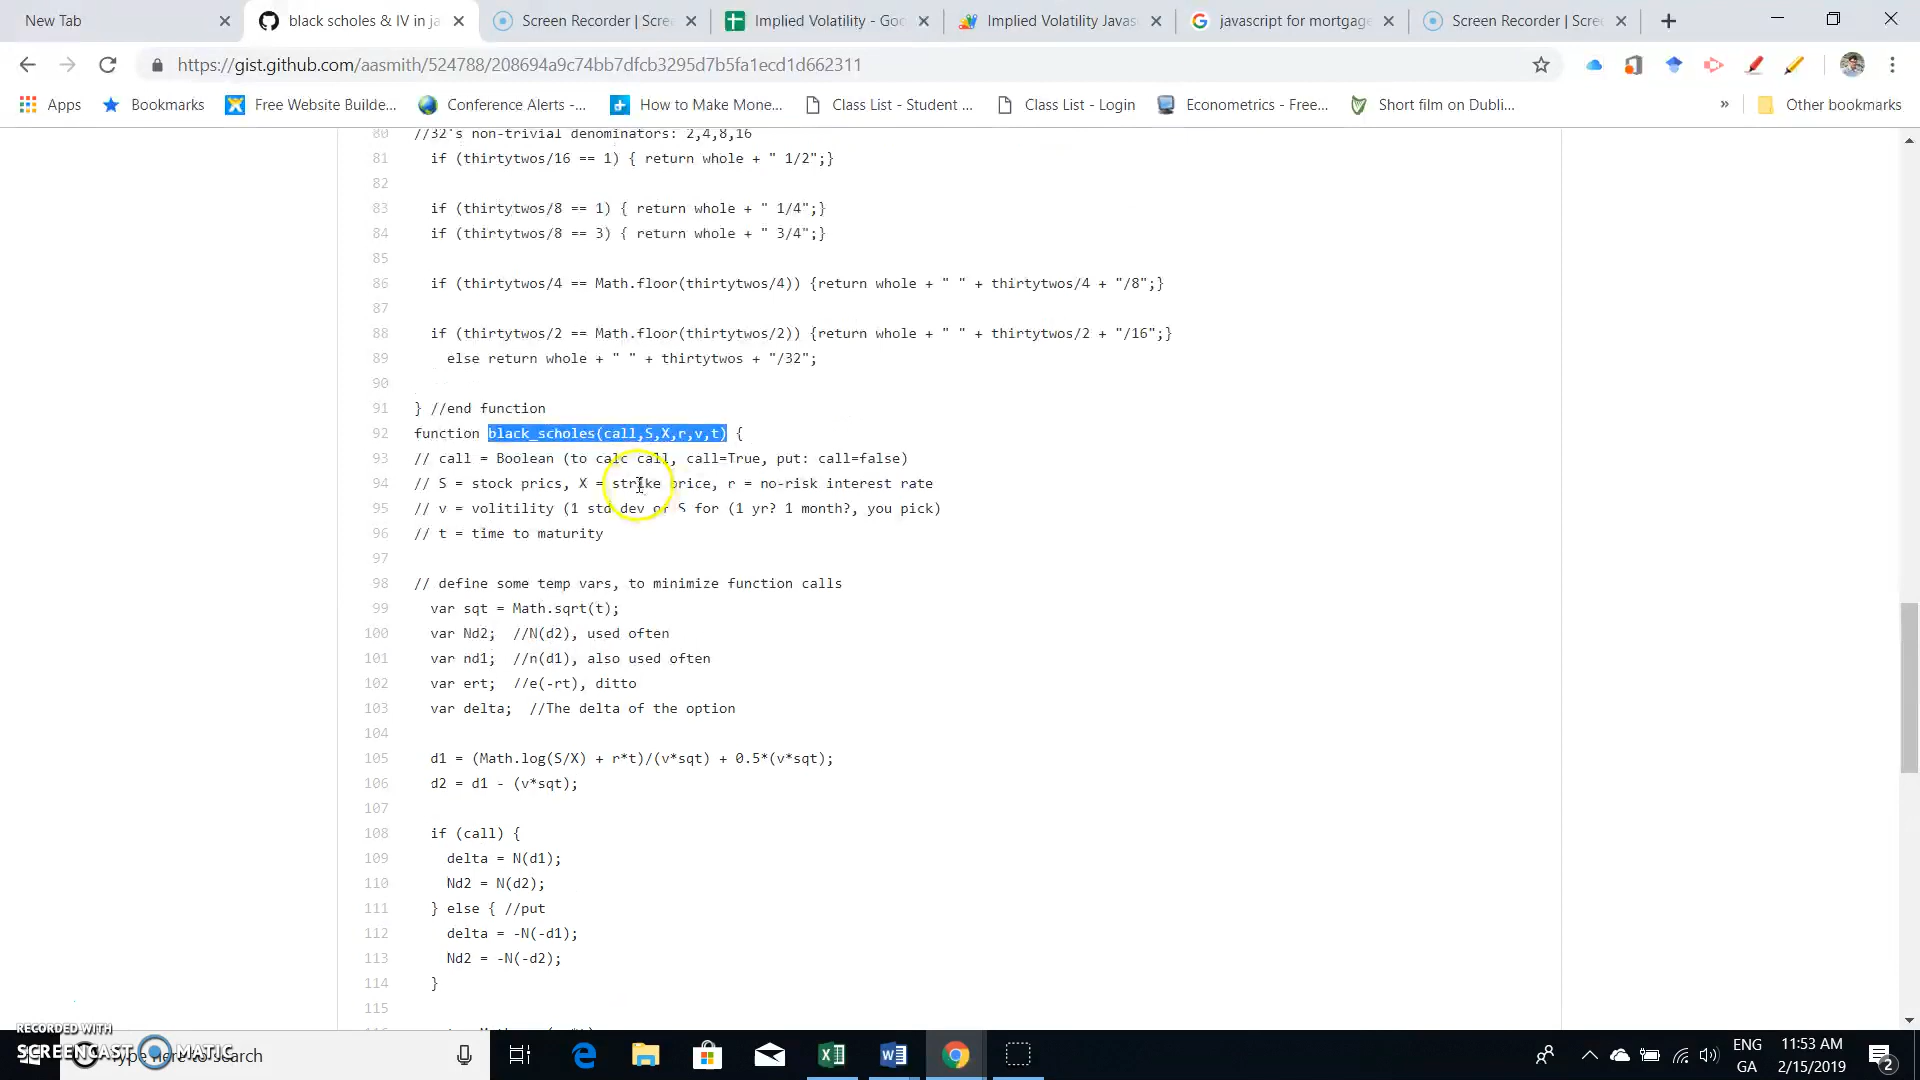 New Tab
black scholes & IV in ja
Screen Recorder | Scre
Implied Volatility - Goo
Implied Volatility Javas
javascript for mortgage
Screen Recorder | Scre
https://gist.github.com/aasmith/524788/208694a9c74bb7dfcb3295d7b5fa1ecd1d662311
Apps
Bookmarks
Free Website Builde...
Conference Alerts -...
How to Make Mone...
Class List - Student ...
Class List - Login
Econometrics - Free...
Short film on Dubli...
»
Other bookmarks
80 //32's non-trivial denominators: 2,4,8,16
81 if (thirtytwos/16 == 1) { return whole + " 1/2";}
82
83 if (thirtytwos/8 == 1) { return whole + " 1/4";}
84 if (thirtytwos/8 == 3) { return whole + " 3/4";}
85
86 if (thirtytwos/4 == Math.floor(thirtytwos/4)) {return whole + " " + thirtytwos/4 + "/8";}
87
88 if (thirtytwos/2 == Math.floor(thirtytwos/2)) {return whole + " " + thirtytwos/2 + "/16";}
89 else return whole + " " + thirtytwos + "/32";
90
91 } //end function
92 function black_scholes(call,S,X,r,v,t) {
93 // call = Boolean (to calc call, call=True, put: call=false)
94 // S = stock prics, X = strike price, r = no-risk interest rate
95 // v = volitility (1 std dev of S for (1 yr? 1 month?, you pick)
96 // t = time to maturity
97
98 // define some temp vars, to minimize function calls
99 var sqt = Math.sqrt(t);
100 var Nd2; //N(d2), used often
101 var nd1; //n(d1), also used often
102 var ert; //e(-rt), ditto
103 var delta; //The delta of the option
104
105 d1 = (Math.log(S/X) + r*t)/(v*sqt) + 0.5*(v*sqt);
106 d2 = d1 - (v*sqt);
107
108 if (call) {
109 delta = N(d1);
110 Nd2 = N(d2);
111 } else { //put
112 delta = -N(-d1);
113 Nd2 = -N(-d2);
114 }
115
RECORDED WITH
SCREENCAST MATIC
Type here to search
ENG
GA
11:53 AM
2/15/2019
2